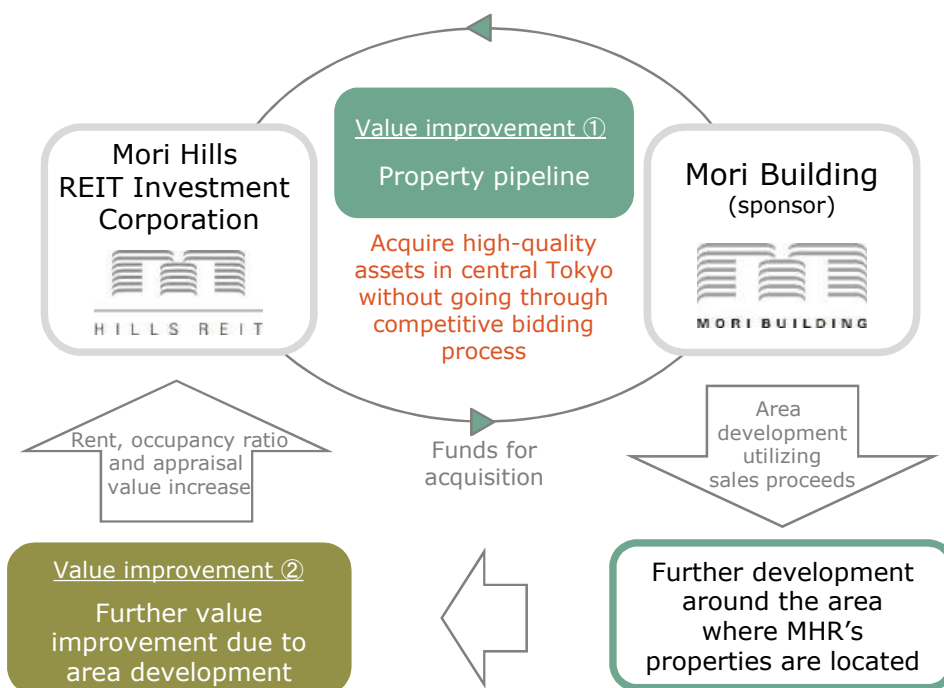 Mori Hills
REIT Investment
Corporation
HILLS REIT
Value improvement ①
Property pipeline
Acquire high-quality
assets in central Tokyo
without going through
competitive bidding
process
Mori Building
(sponsor)
MORI BUILDING
Rent, occupancy ratio
and appraisal
value increase
Funds for
acquisition
Area
development
utilizing
sales proceeds
Value improvement ②
Further value
improvement due to
area development
Further development
around the area
where MHR’s
properties are located